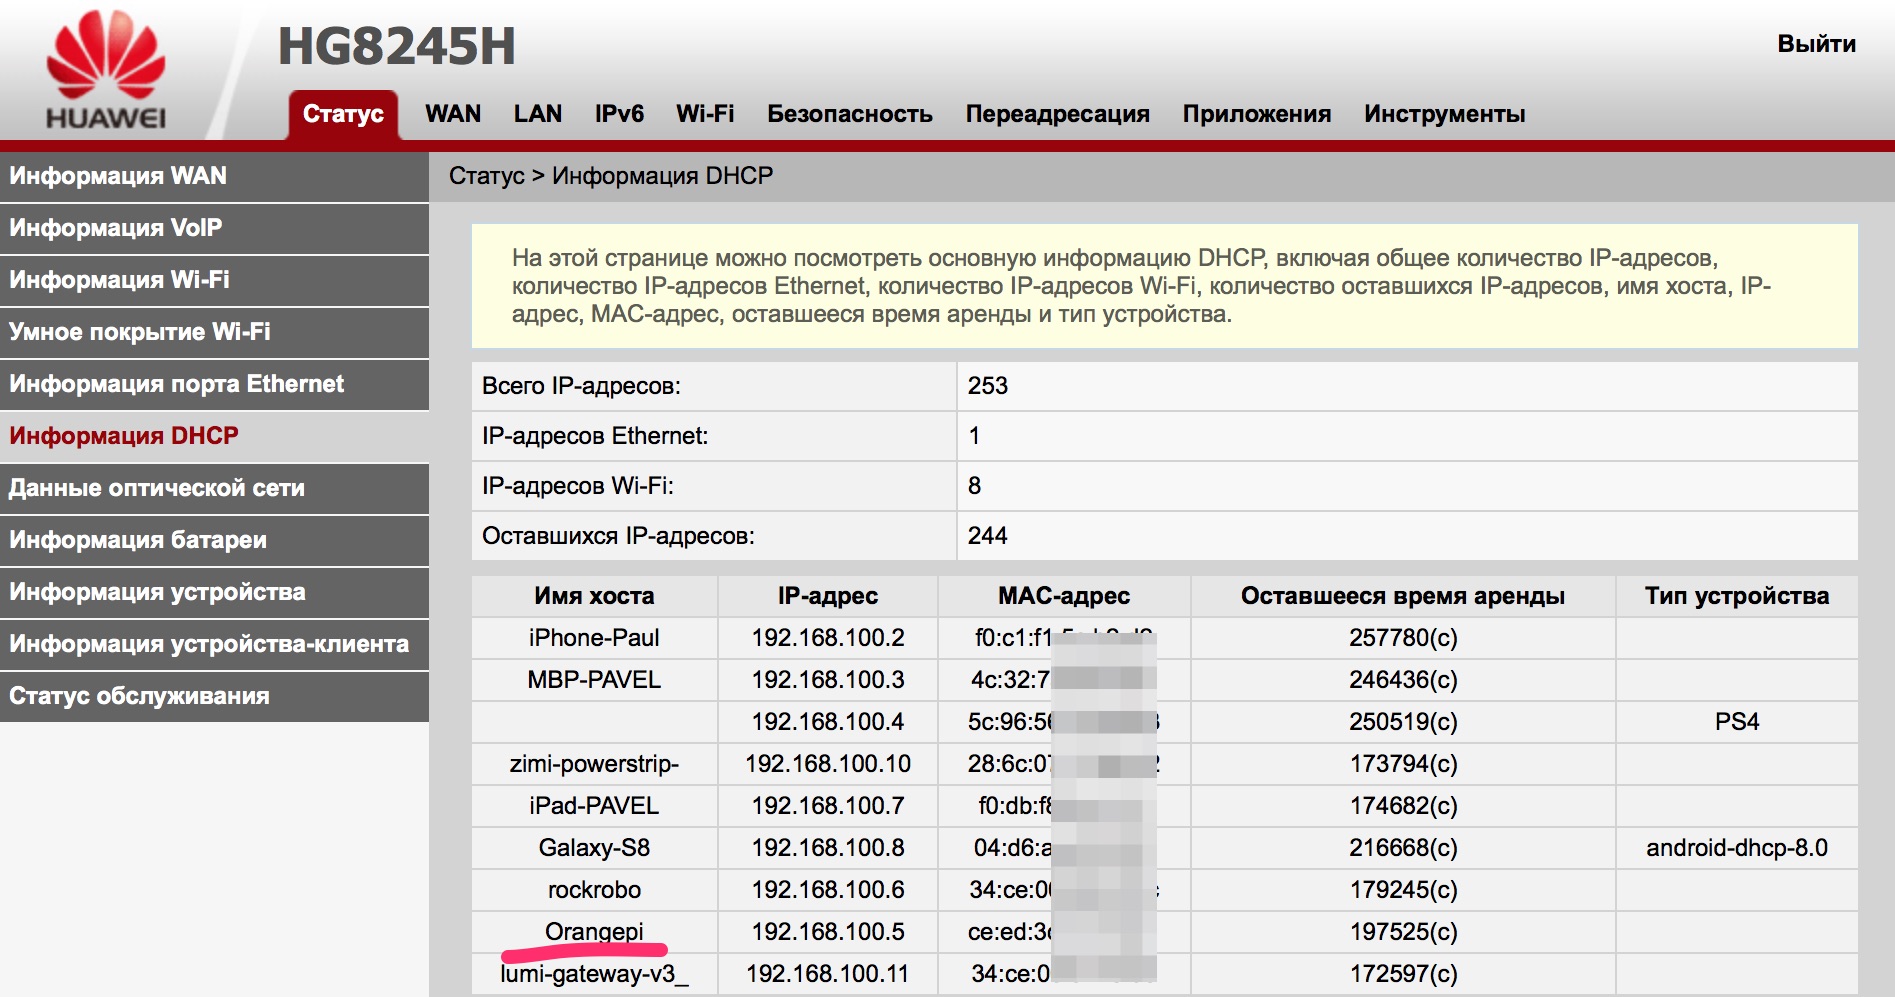 HUAWEI
HG8245H
Выйти
Статус WAN LAN IPv6 Wi-Fi Безопасность Переадресация Приложения Инструменты
Информация WAN
Информация VoIP
Информация Wi-Fi
Умное покрытие Wi-Fi
Информация порта Ethernet
Информация DHCP
Данные оптической сети
Информация батареи
Информация устройства
Информация устройства-клиента
Статус обслуживания
Статус > Информация DHCP
На этой странице можно посмотреть основную информацию DHCP, включая общее количество IP-адресов,
количество IP-адресов Ethernet, количество IP-адресов Wi-Fi, количество оставшихся IP-адресов, имя хоста, IP-
адрес, MAC-адрес, оставшееся время аренды и тип устройства.
Всего IP-адресов: 253
IP-адресов Ethernet: 1
IP-адресов Wi-Fi: 8
Оставшихся IP-адресов: 244
Имя хоста IP-адрес MAC-адрес Оставшееся время аренды Тип устройства
iPhone-Paul 192.168.100.2 f0:c1:f1 257780(с)
MBP-PAVEL 192.168.100.3 4c:32:7 246436(с)
192.168.100.4 5c:96:5 250519(с) PS4
zimi-powerstrip- 192.168.100.10 28:6c:0 173794(с)
iPad-PAVEL 192.168.100.7 f0:db:f 174682(с)
Galaxy-S8 192.168.100.8 04:d6:a 216668(с) android-dhcp-8.0
rockrobo 192.168.100.6 34:ce:0 179245(с)
Orangepi 192.168.100.5 ce:ed:3 197525(с)
lumi-gateway-v3_ 192.168.100.11 34:ce:0 172597(с)